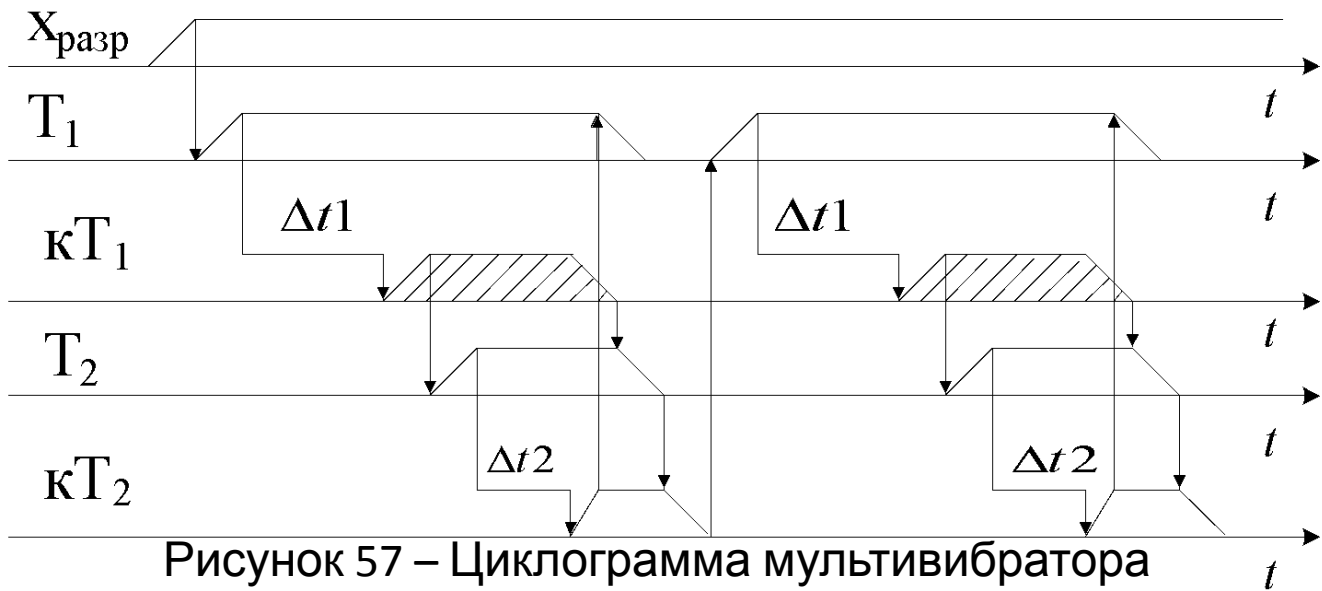 Xразр
t
T₁
t
Δt1 Δt1
кT₁
t
T₂
t
Δt2 Δt2
кT₂
Рисунок 57 – Циклограмма мультивибратора
t